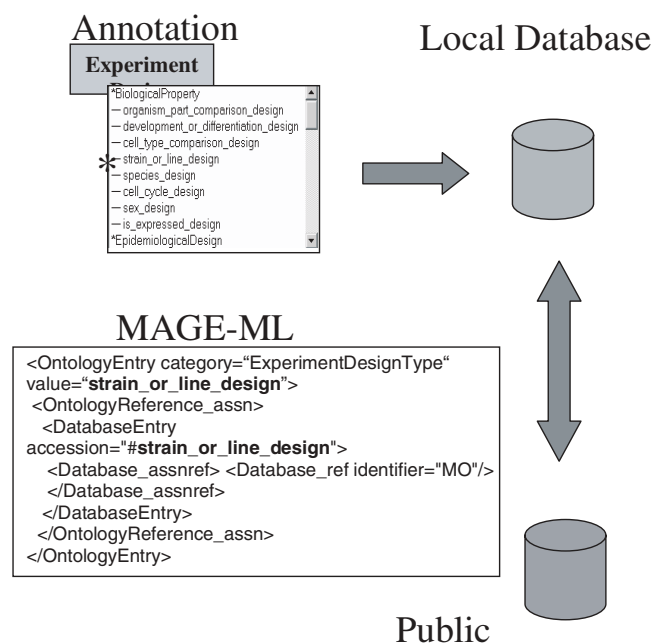 Annotation
Local Database
Experiment
*BiologicalProperty
— organism_part_comparison_design
— development_or_differentiation_design
— cell_type_comparison_design
* — strain_or_line_design
— species_design
— cell_cycle_design
— sex_design
— is_expressed_design
*EpidemiologicalDesign
MAGE-ML
<OntologyEntry category=“ExperimentDesignType“
value=“strain_or_line_design”>
<OntologyReference_assn>
<DatabaseEntry
accession="#strain_or_line_design">
<Database_assnref> <Database_ref identifier="MO"/>
</Database_assnref>
</DatabaseEntry>
</OntologyReference_assn>
</OntologyEntry>
Public